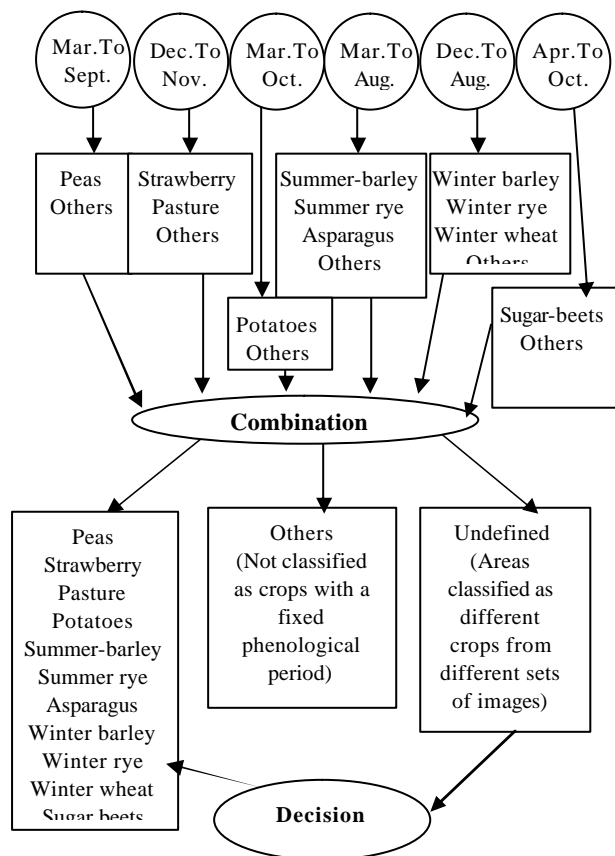 Mar.To
Sept.
Dec.To
Nov.
Mar.To
Oct.
Mar.To
Aug.
Dec.To
Aug.
Apr.To
Oct.
Peas
Others
Strawberry
Pasture
Others
Summer-barley
Summer rye
Asparagus
Others
Winter barley
Winter rye
Winter wheat
Others
Potatoes
Others
Sugar-beets
Others
Combination
Peas
Strawberry
Pasture
Potatoes
Summer-barley
Summer rye
Asparagus
Winter barley
Winter rye
Winter wheat
Sugar beets
Others
(Not classified
as crops with a
fixed
phenological
period)
Undefined
(Areas
classified as
different
crops from
different sets
of images)
Decision